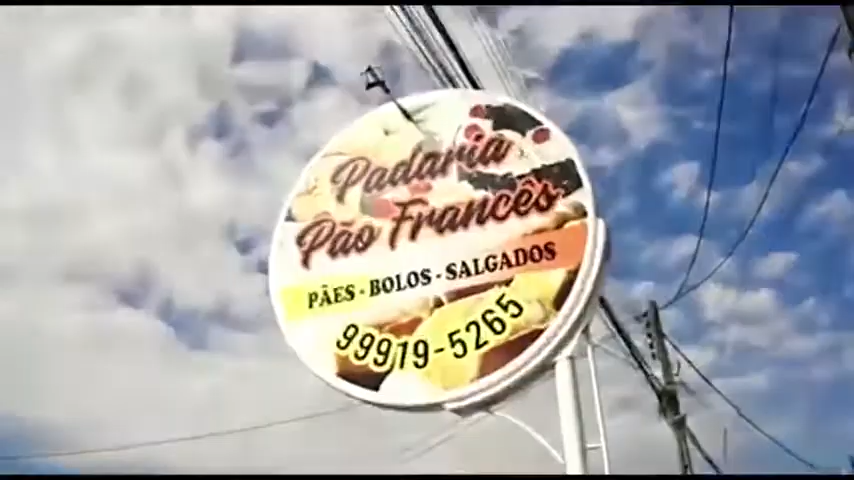 Padaria
Pão Francês
PÃES - BOLOS - SALGADOS
99919-5265